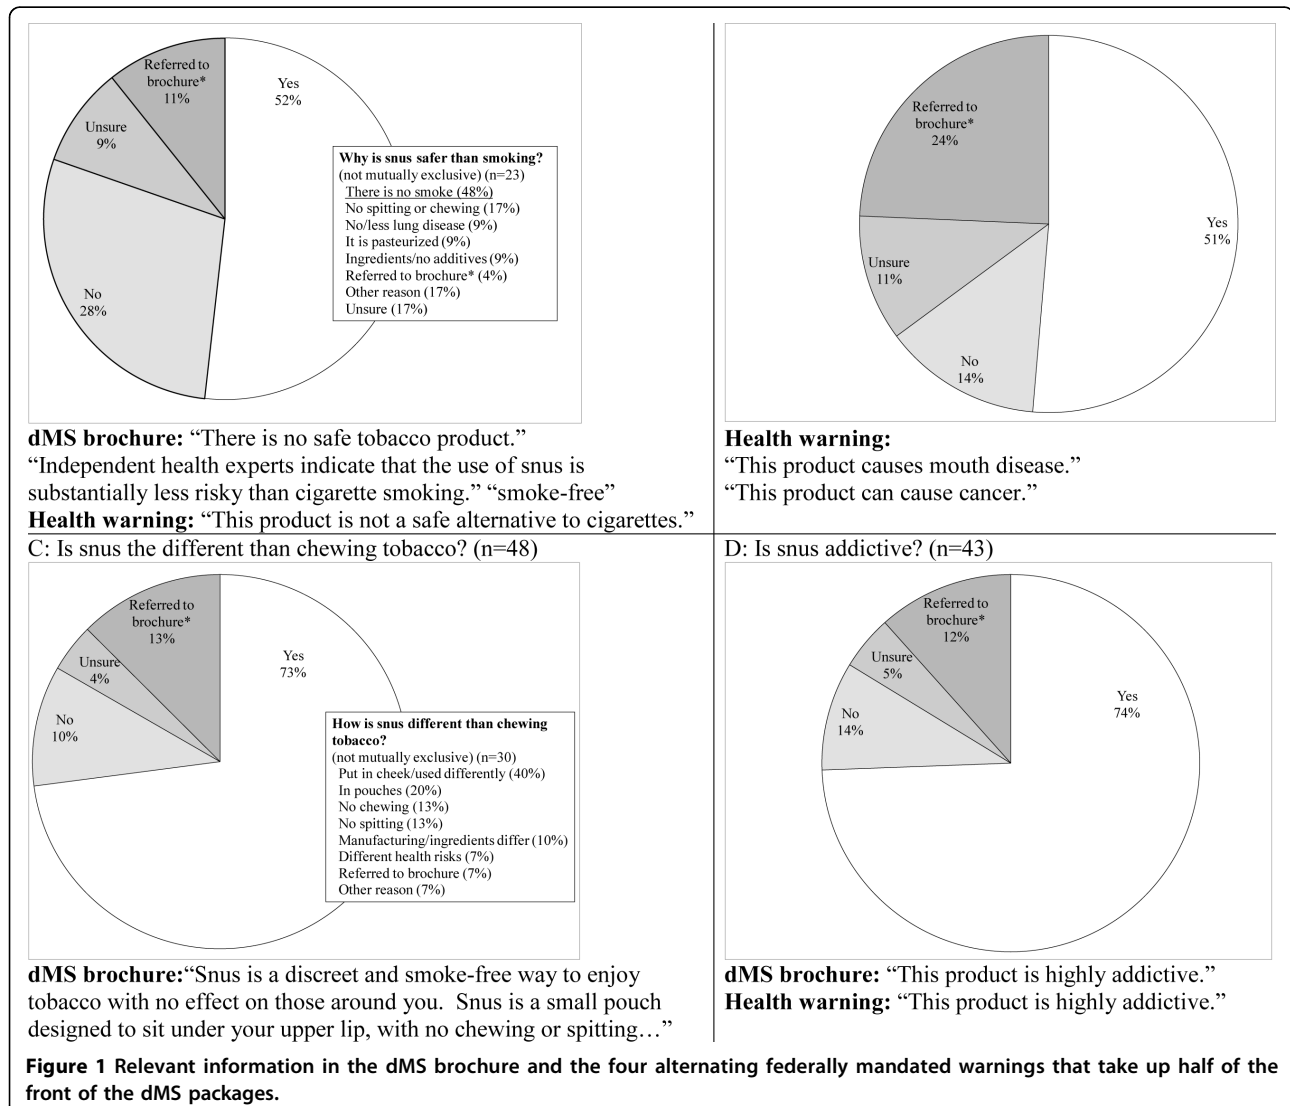 Referred to
brochure*
11%
Yes
52%
Unsure
9%
No
28%
Why is snus safer than smoking?
(not mutually exclusive) (n=23)
There is no smoke (48%)
No spitting or chewing (17%)
No/less lung disease (9%)
It is pasteurized (9%)
Ingredients/no additives (9%)
Referred to brochure* (4%)
Other reason (17%)
Unsure (17%)
dMS brochure: “There is no safe tobacco product.”
“Independent health experts indicate that the use of snus is
substantially less risky than cigarette smoking.” “smoke-free”
Health warning: “This product is not a safe alternative to cigarettes.”
Referred to
brochure*
24%
Yes
51%
Unsure
11%
No
14%
Health warning:
“This product causes mouth disease.”
“This product can cause cancer.”
C: Is snus the different than chewing tobacco? (n=48)
Referred to
brochure*
13%
Yes
73%
Unsure
4%
No
10%
How is snus different than chewing
tobacco?
(not mutually exclusive) (n=30)
Put in cheek/used differently (40%)
In pouches (20%)
No chewing (13%)
No spitting (13%)
Manufacturing/ingredients differ (10%)
Different health risks (7%)
Referred to brochure (7%)
Other reason (7%)
dMS brochure:“Snus is a discreet and smoke-free way to enjoy
tobacco with no effect on those around you. Snus is a small pouch
designed to sit under your upper lip, with no chewing or spitting…”
D: Is snus addictive? (n=43)
Referred to
brochure*
12%
Yes
74%
Unsure
5%
No
14%
dMS brochure: “This product is highly addictive.”
Health warning: “This product is highly addictive.”
Figure 1 Relevant information in the dMS brochure and the four alternating federally mandated warnings that take up half of the
front of the dMS packages.